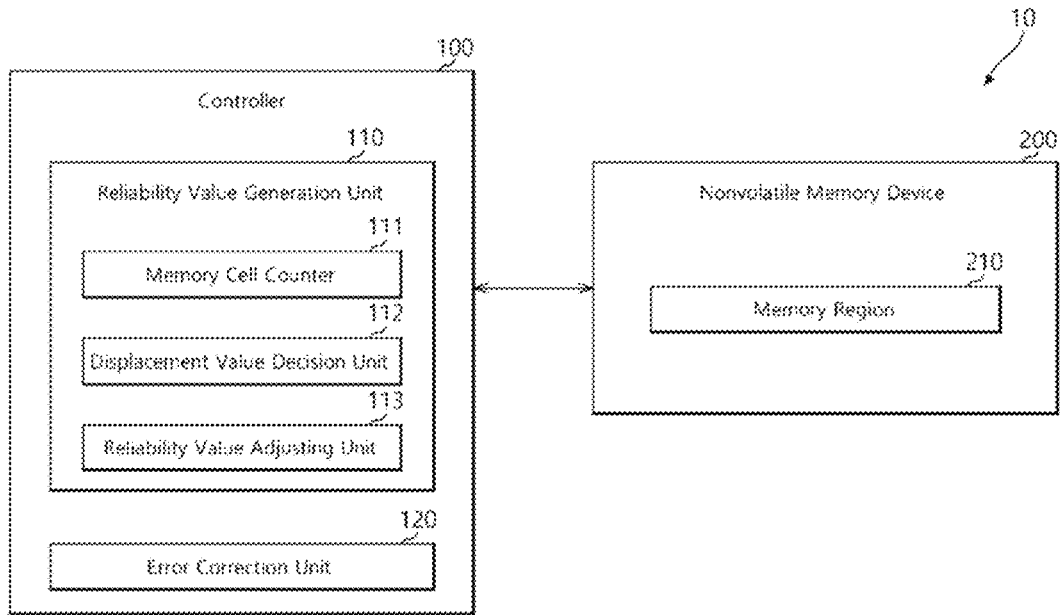 10
100
Controller
110
Reliability Value Generation Unit
111
Memory Cell Counter
112
Displacement Value Decision Unit
113
Reliability Value Adjusting Unit
120
Error Correction Unit
200
Nonvolatile Memory Device
210
Memory Region